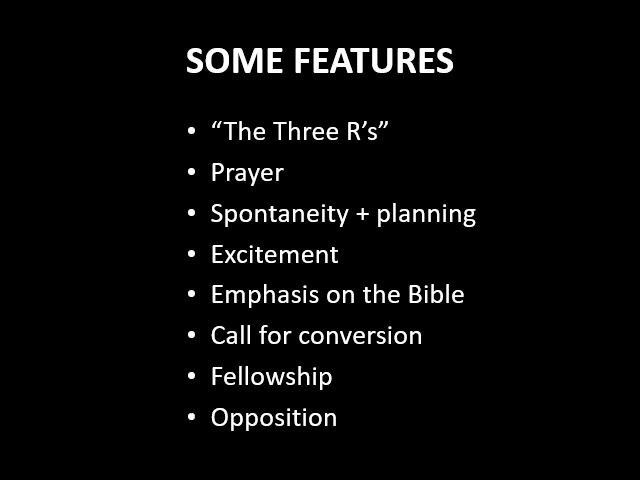 SOME FEATURES
• “The Three R’s”
• Prayer
• Spontaneity + planning
• Excitement
• Emphasis on the Bible
• Call for conversion
• Fellowship
• Opposition